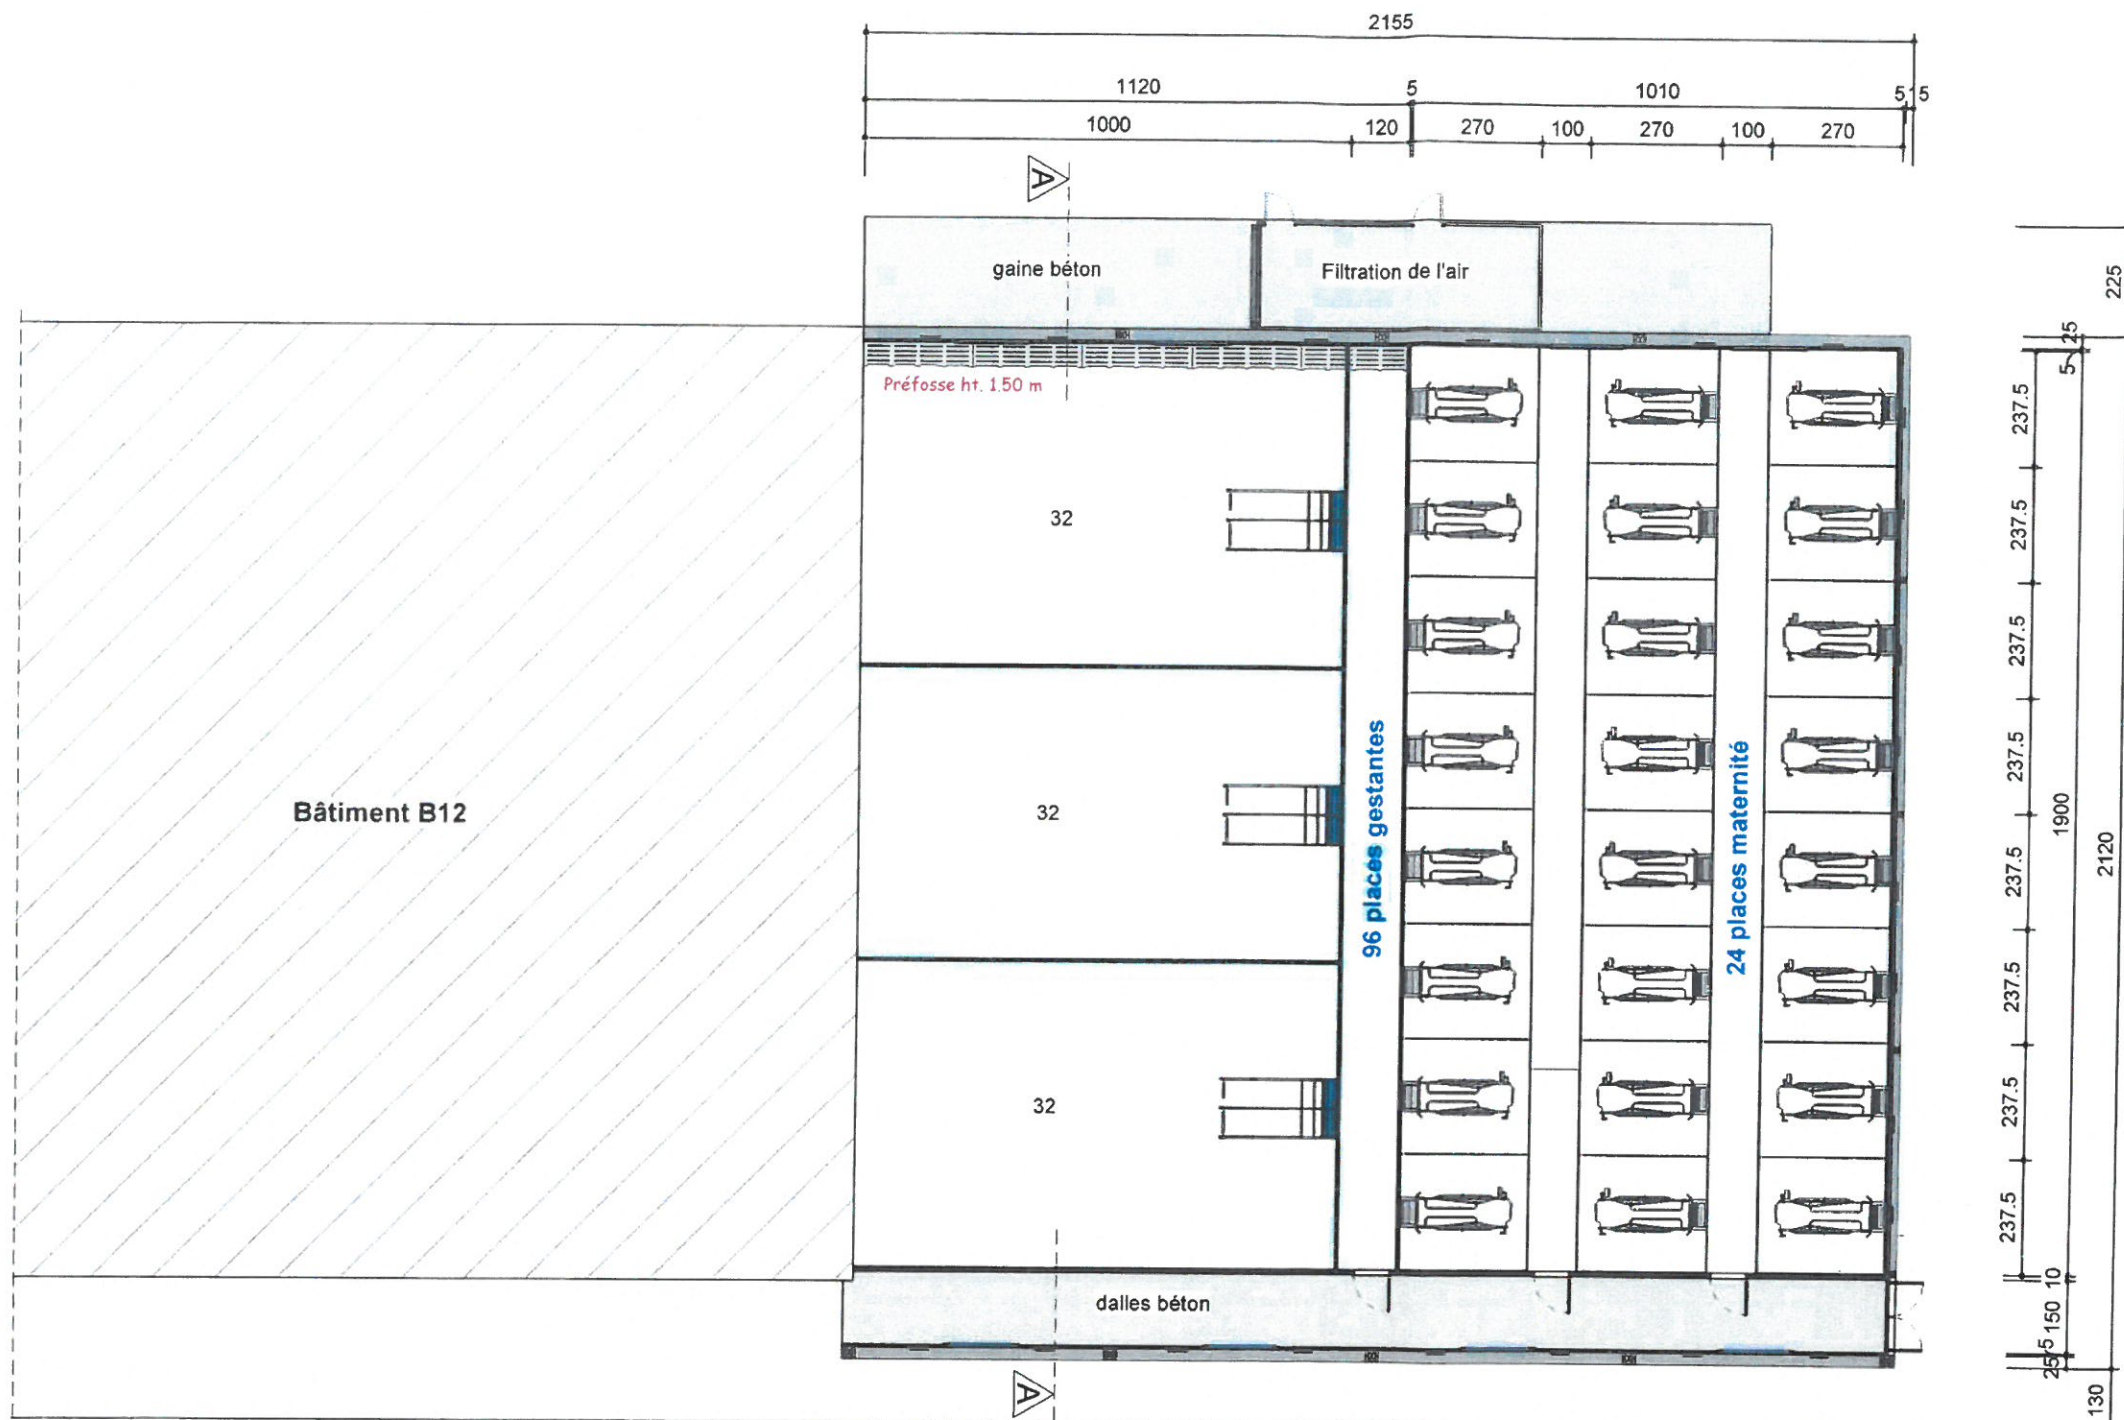 2155
1120 5 1010 5 15
1000 120 270 100 270 100 270
A
gaine béton
Filtration de l'air
225
25
5
Préfosse ht. 1.50 m
32
32
32
Bâtiment B12
96 places gestantes
24 places maternité
237.5
237.5
237.5
237.5
237.5
237.5
237.5
237.5
1900
2120
10
150
5
25
130
dalles béton
A